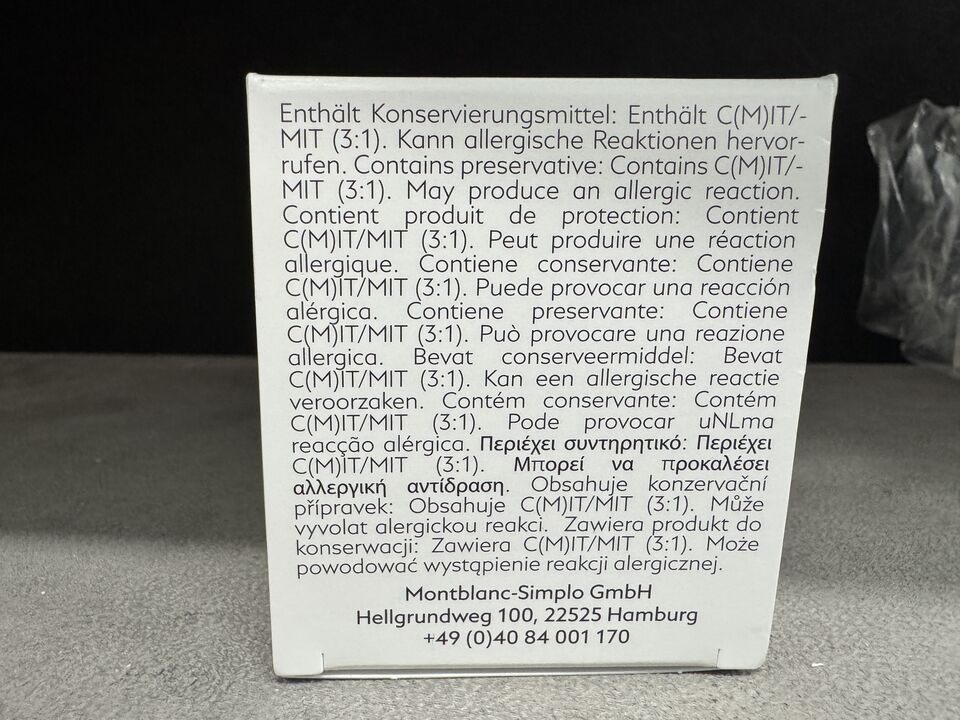 Enthält Konservierungsmittel: Enthält C(M)IT/-
MIT (3:1). Kann allergische Reaktionen hervor-
rufen. Contains preservative: Contains C(M)IT/-
MIT (3:1). May produce an allergic reaction.
Contient produit de protection: Contient
C(M)IT/MIT (3:1). Peut produire une réaction
allergique. Contiene conservante: Contiene
C(M)IT/MIT (3:1). Puede provocar una reacción
alérgica. Contiene preservante: Contiene
C(M)IT/MIT (3:1). Può provocare una reazione
allergica. Bevat conserveermiddel: Bevat
C(M)IT/MIT (3:1). Kan een allergische reactie
veroorzaken. Contém conservante: Contém
C(M)IT/MIT (3:1). Pode provocar uNLma
reacção alérgica. Περιέχει συντηρητικό: Περιέχει
C(M)IT/MIT (3:1). Μπορεί να προκαλέσει
αλλεργική αντίδραση. Obsahuje konzervační
přípravek: Obsahuje C(M)IT/MIT (3:1). Může
vyvolat alergickou reakci. Zawiera produkt do
konserwacji: Zawiera C(M)IT/MIT (3:1). Może
powodować wystąpienie reakcji alergicznej.
Montblanc-Simplo GmbH
Hellgrundweg 100, 22525 Hamburg
+49 (0)40 84 001 170